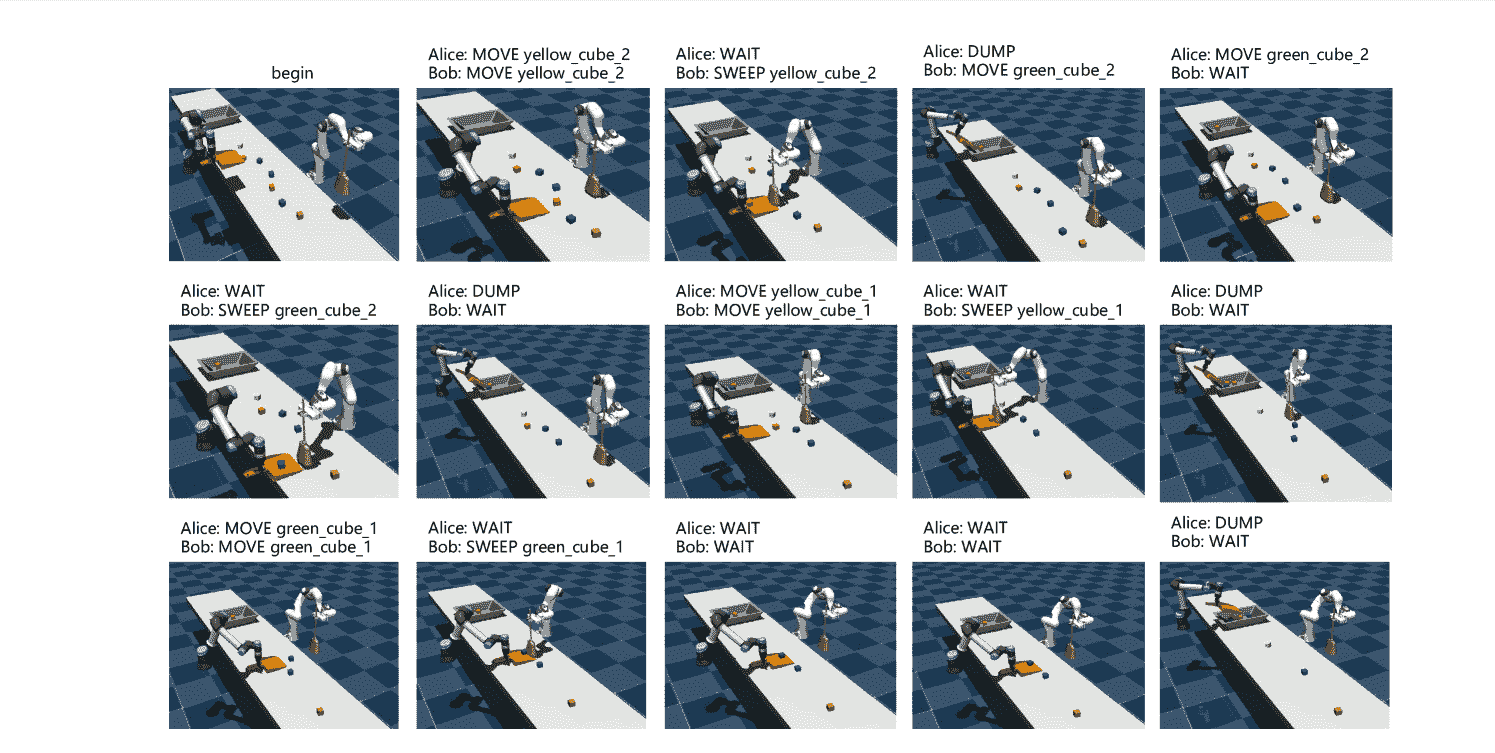 begin
Alice: MOVE yellow_cube_2
Bob: MOVE yellow_cube_2
Alice: WAIT
Bob: SWEEP yellow_cube_2
Alice: DUMP
Bob: MOVE green_cube_2
Alice: MOVE green_cube_2
Bob: WAIT
Alice: WAIT
Bob: SWEEP green_cube_2
Alice: DUMP
Bob: WAIT
Alice: MOVE yellow_cube_1
Bob: MOVE yellow_cube_1
Alice: WAIT
Bob: SWEEP yellow_cube_1
Alice: DUMP
Bob: WAIT
Alice: MOVE green_cube_1
Bob: MOVE green_cube_1
Alice: WAIT
Bob: SWEEP green_cube_1
Alice: WAIT
Bob: WAIT
Alice: WAIT
Bob: WAIT
Alice: DUMP
Bob: WAIT